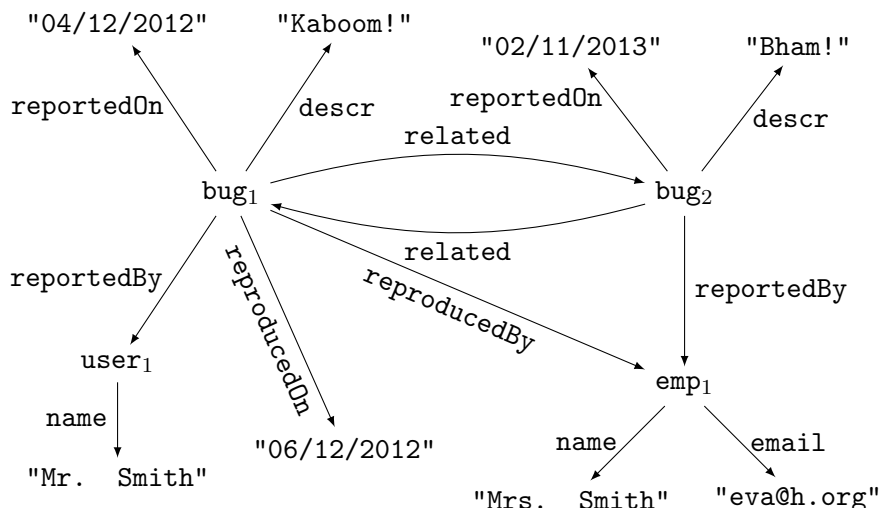 "04/12/2012" "Kaboom!"
"02/11/2013" "Bham!"
reportedOn descr
reportedOn descr
related
bug1 bug2
related
reportedBy reproducedOn reproducedBy reportedBy
user1 emp1
name
"Mr. Smith" "06/12/2012"
name email
"Mrs. Smith" "eva@h.org"